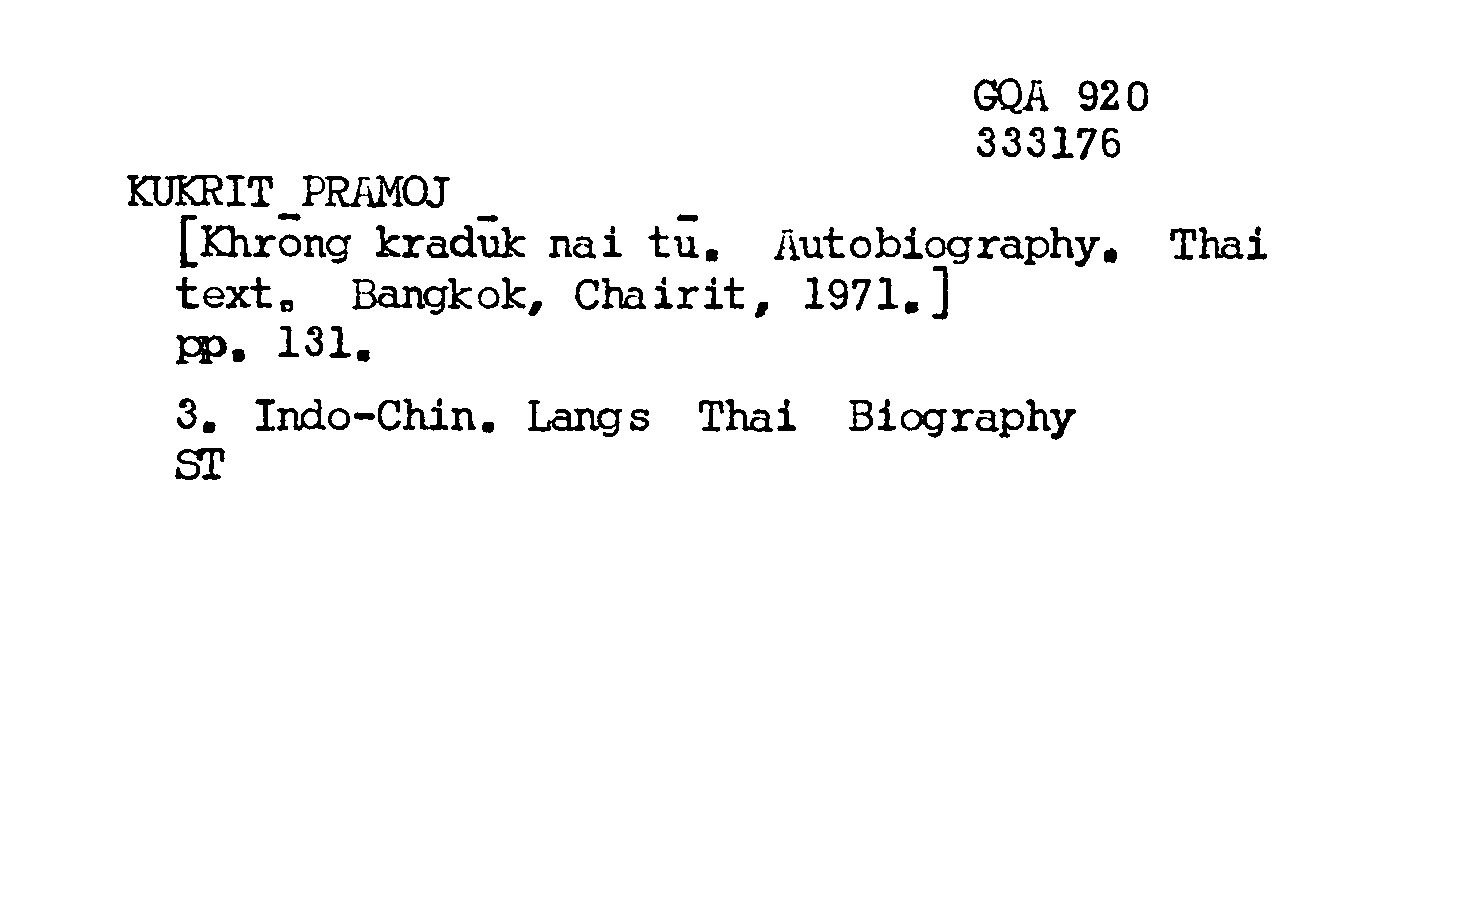 GQA 920
333176
KUKRIT PRAMOJ
[Khrōng kradūk nai tū. Autobiography. Thai
text. Bangkok, Chairit, 1971.]
pp. 131.
3. Indo-Chin. Langs Thai Biography
ST